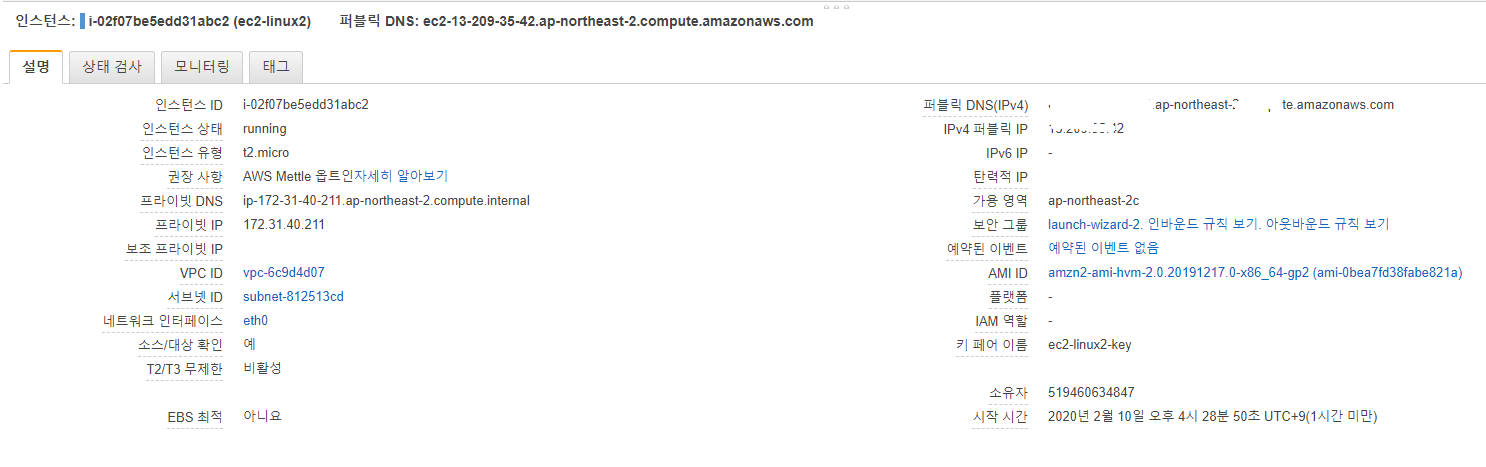 인스턴스: i-02f07be5edd31abc2 (ec2-linux2) 퍼블릭 DNS: ec2-13-209-35-42.ap-northeast-2.compute.amazonaws.com
설명 상태 검사 모니터링 태그
인스턴스 ID i-02f07be5edd31abc2 퍼블릭 DNS(IPv4) .ap-northeast- te.amazonaws.com
인스턴스 상태 running IPv4 퍼블릭 IP
인스턴스 유형 t2.micro IPv6 IP -
권장 사항 AWS Mettle 옵트인자세히 알아보기 탄력적 IP
프라이빗 DNS ip-172-31-40-211.ap-northeast-2.compute.internal 가용 영역 ap-northeast-2c
프라이빗 IP 172.31.40.211 보안 그룹 launch-wizard-2. 인바운드 규칙 보기. 아웃바운드 규칙 보기
보조 프라이빗 IP 예약된 이벤트 예약된 이벤트 없음
VPC ID vpc-6c9d4d07 AMI ID amzn2-ami-hvm-2.0.20191217.0-x86_64-gp2 (ami-0bea7fd38fabe821a)
서브넷 ID subnet-812513cd 플랫폼 -
네트워크 인터페이스 eth0 IAM 역할 -
소스/대상 확인 예 키 페어 이름 ec2-linux2-key
T2/T3 무제한 비활성
소유자 519460634847
EBS 최적 아니요 시작 시간 2020년 2월 10일 오후 4시 28분 50초 UTC+9(1시간 미만)